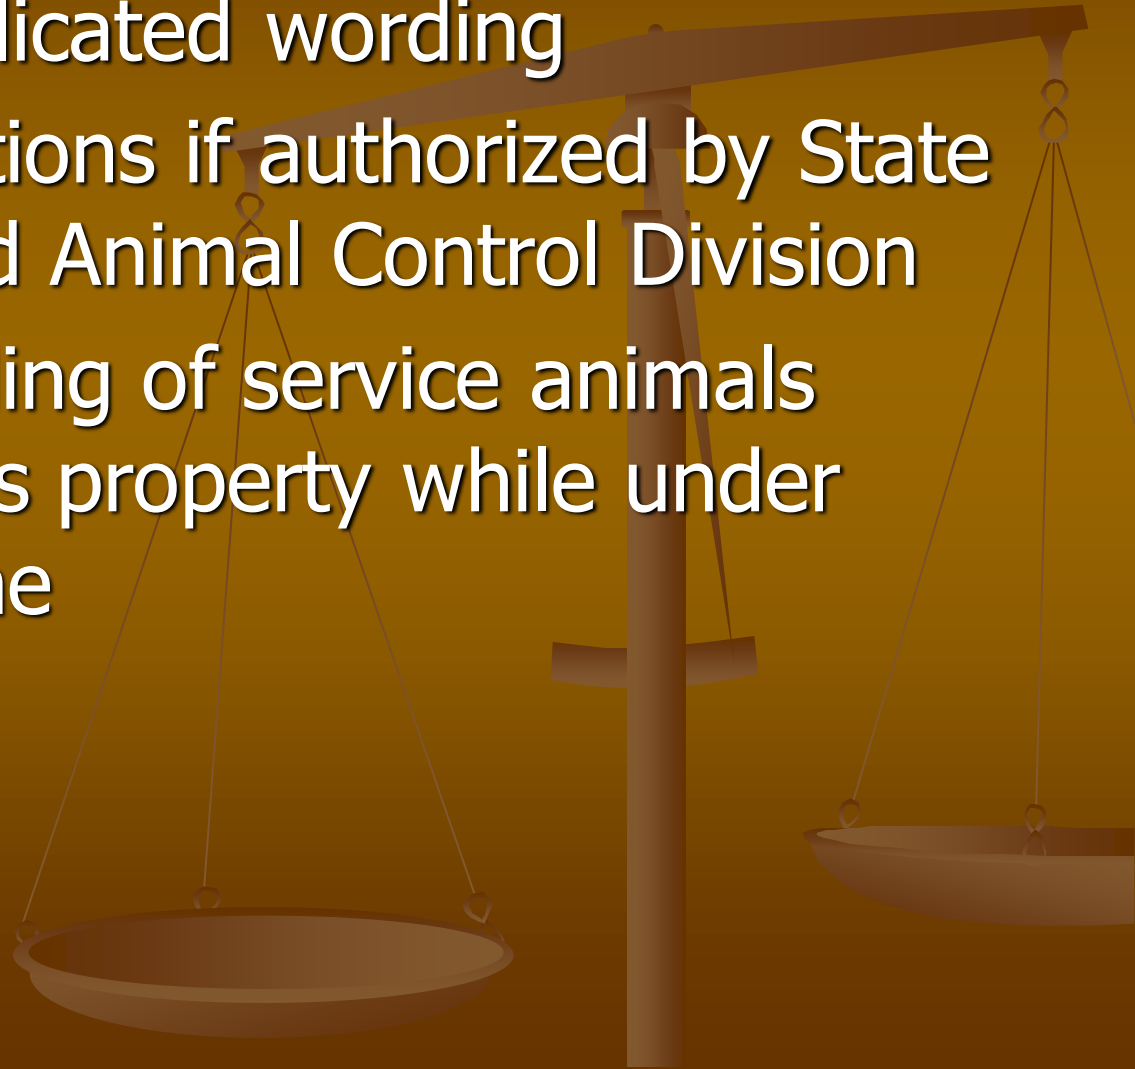 licated wording
tions if authorized by State
d Animal Control Division
ing of service animals
s property while under
ne